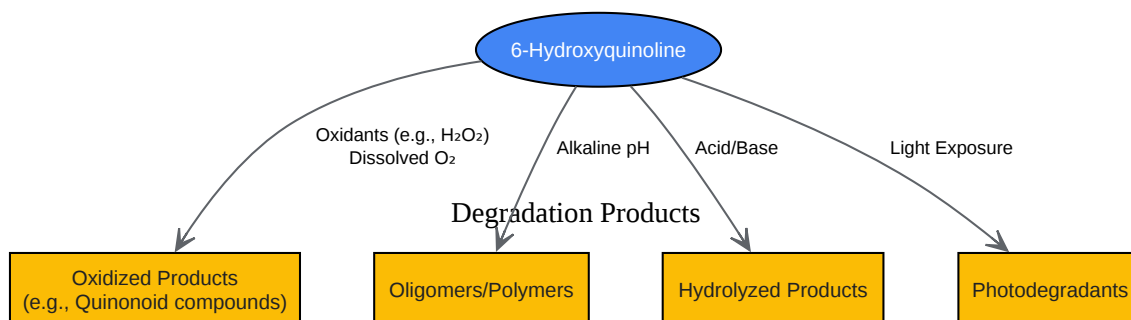 6-Hydroxyquinoline
Oxidants (e.g., H₂O₂)
Dissolved O₂
Alkaline pH
Acid/Base
Light Exposure
Degradation Products
Oxidized Products
(e.g., Quinonoid compounds)
Oligomers/Polymers
Hydrolyzed Products
Photodegradants